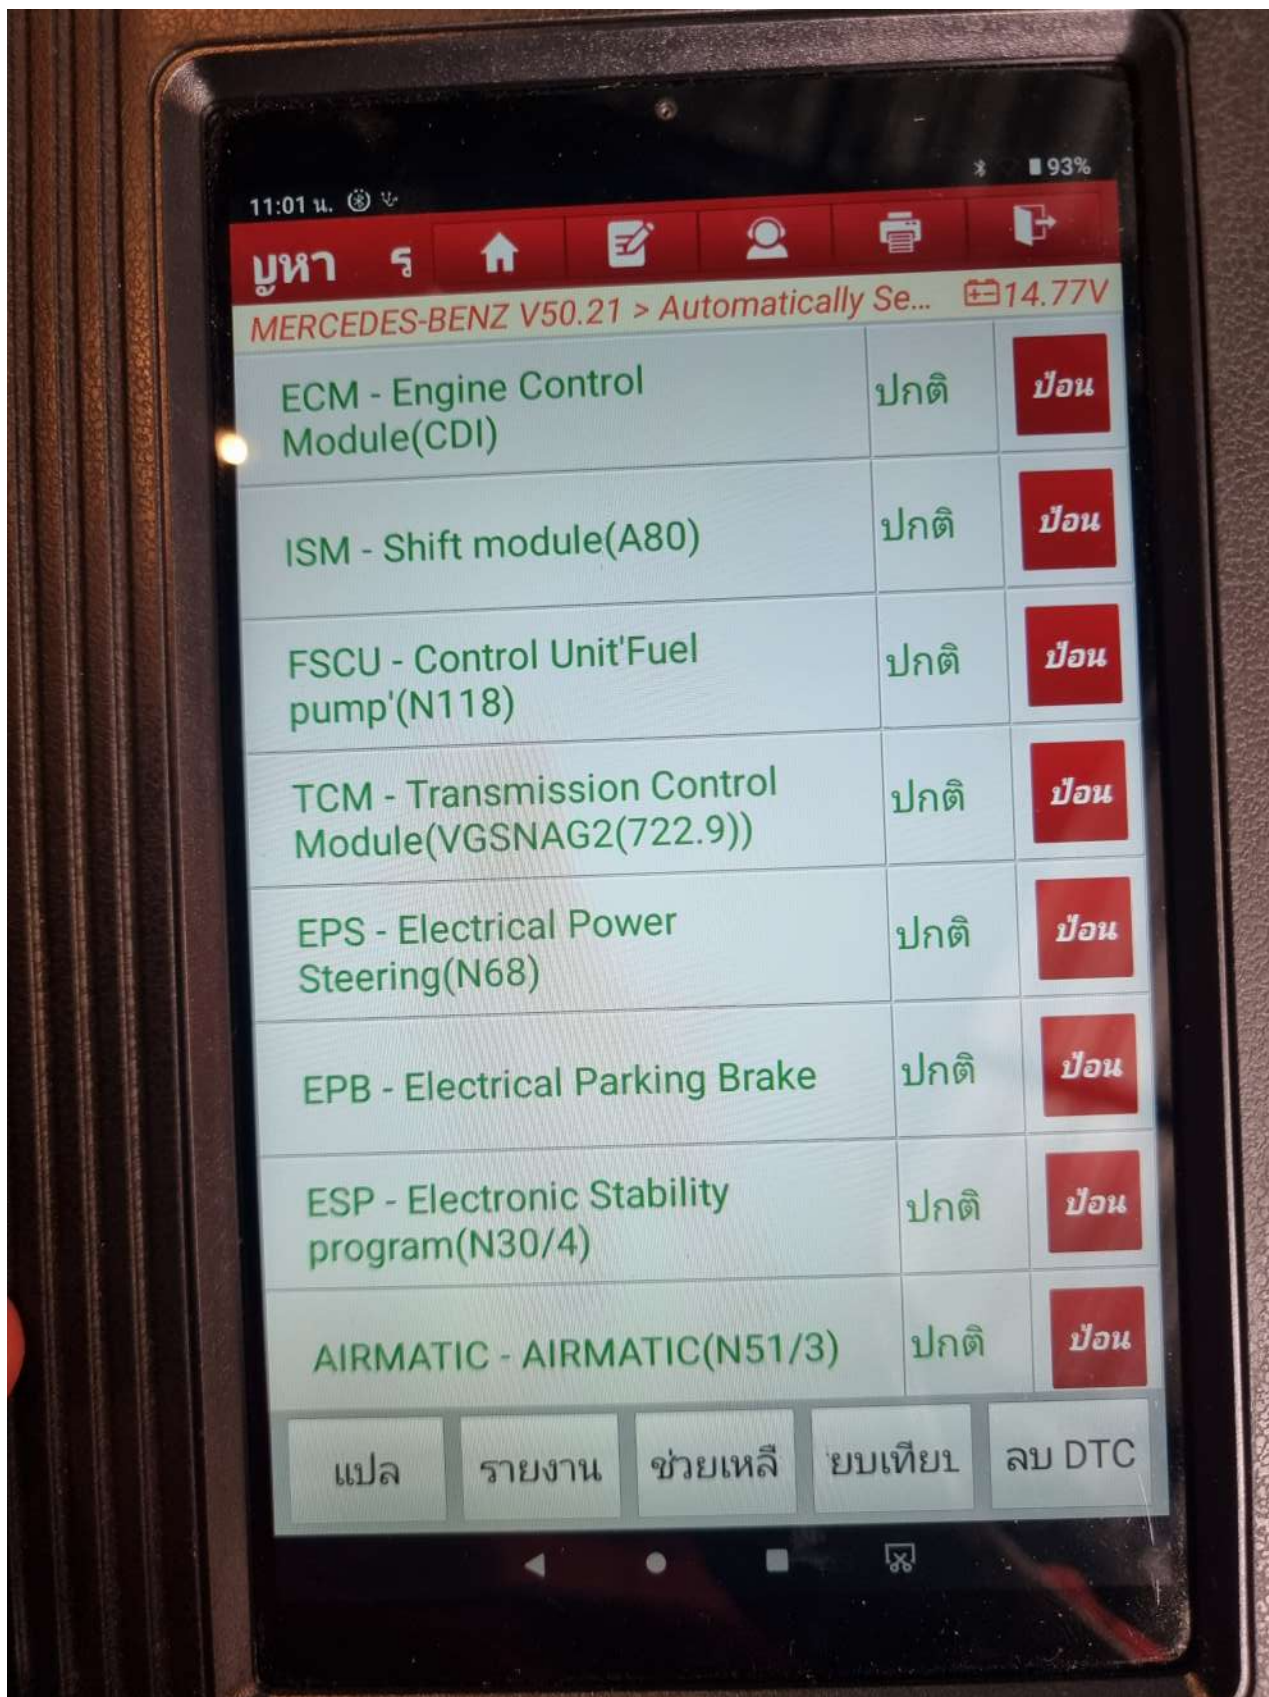 11:01 น.
93%
ญหา ร
MERCEDES-BENZ V50.21 > Automatically Se... 14.77V
ECM - Engine Control
Module(CDI)
ปกติ
ป้อน
ISM - Shift module(A80)
ปกติ
ป้อน
FSCU - Control Unit'Fuel
pump'(N118)
ปกติ
ป้อน
TCM - Transmission Control
Module(VGSNAG2(722.9))
ปกติ
ป้อน
EPS - Electrical Power
Steering(N68)
ปกติ
ป้อน
EPB - Electrical Parking Brake
ปกติ
ป้อน
ESP - Electronic Stability
program(N30/4)
ปกติ
ป้อน
AIRMATIC - AIRMATIC(N51/3)
ปกติ
ป้อน
แปล
รายงาน
ช่วยเหลื
ยบเทียบ
ลบ DTC